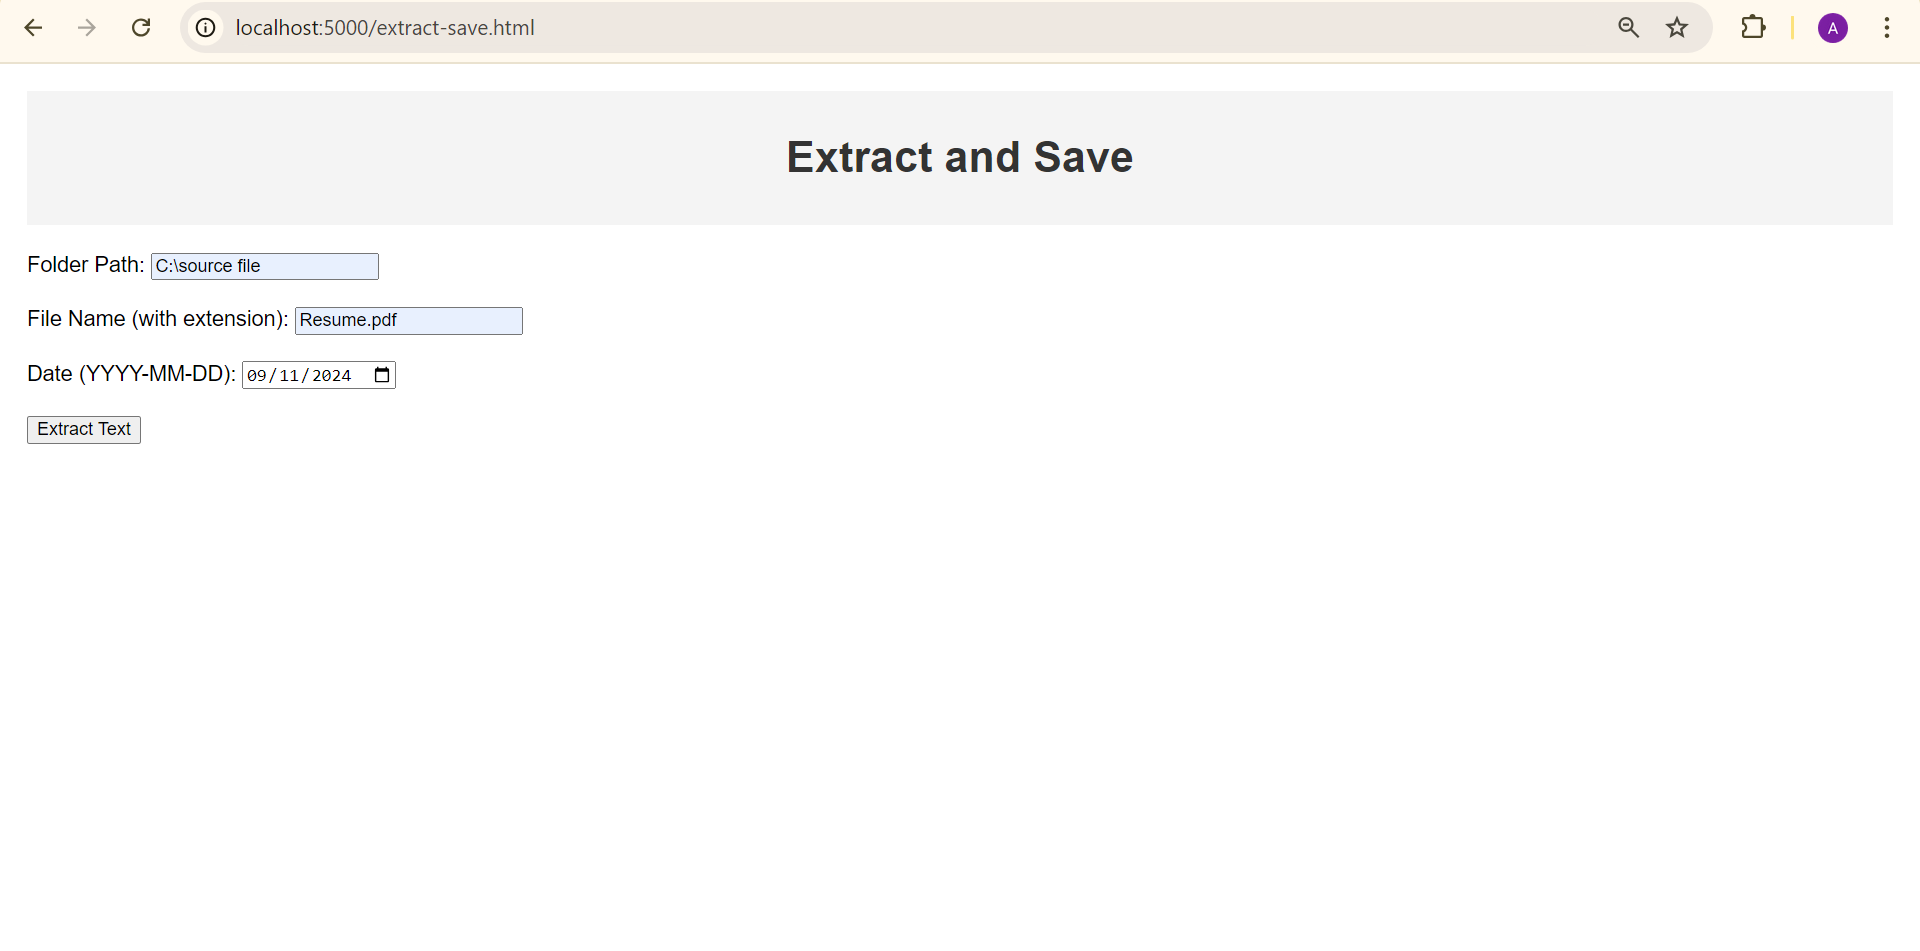 localhost:5000/extract-save.html
A
Extract and Save
Folder Path: C:\source file
File Name (with extension): Resume.pdf
Date (YYYY-MM-DD): 09/11/2024
Extract Text